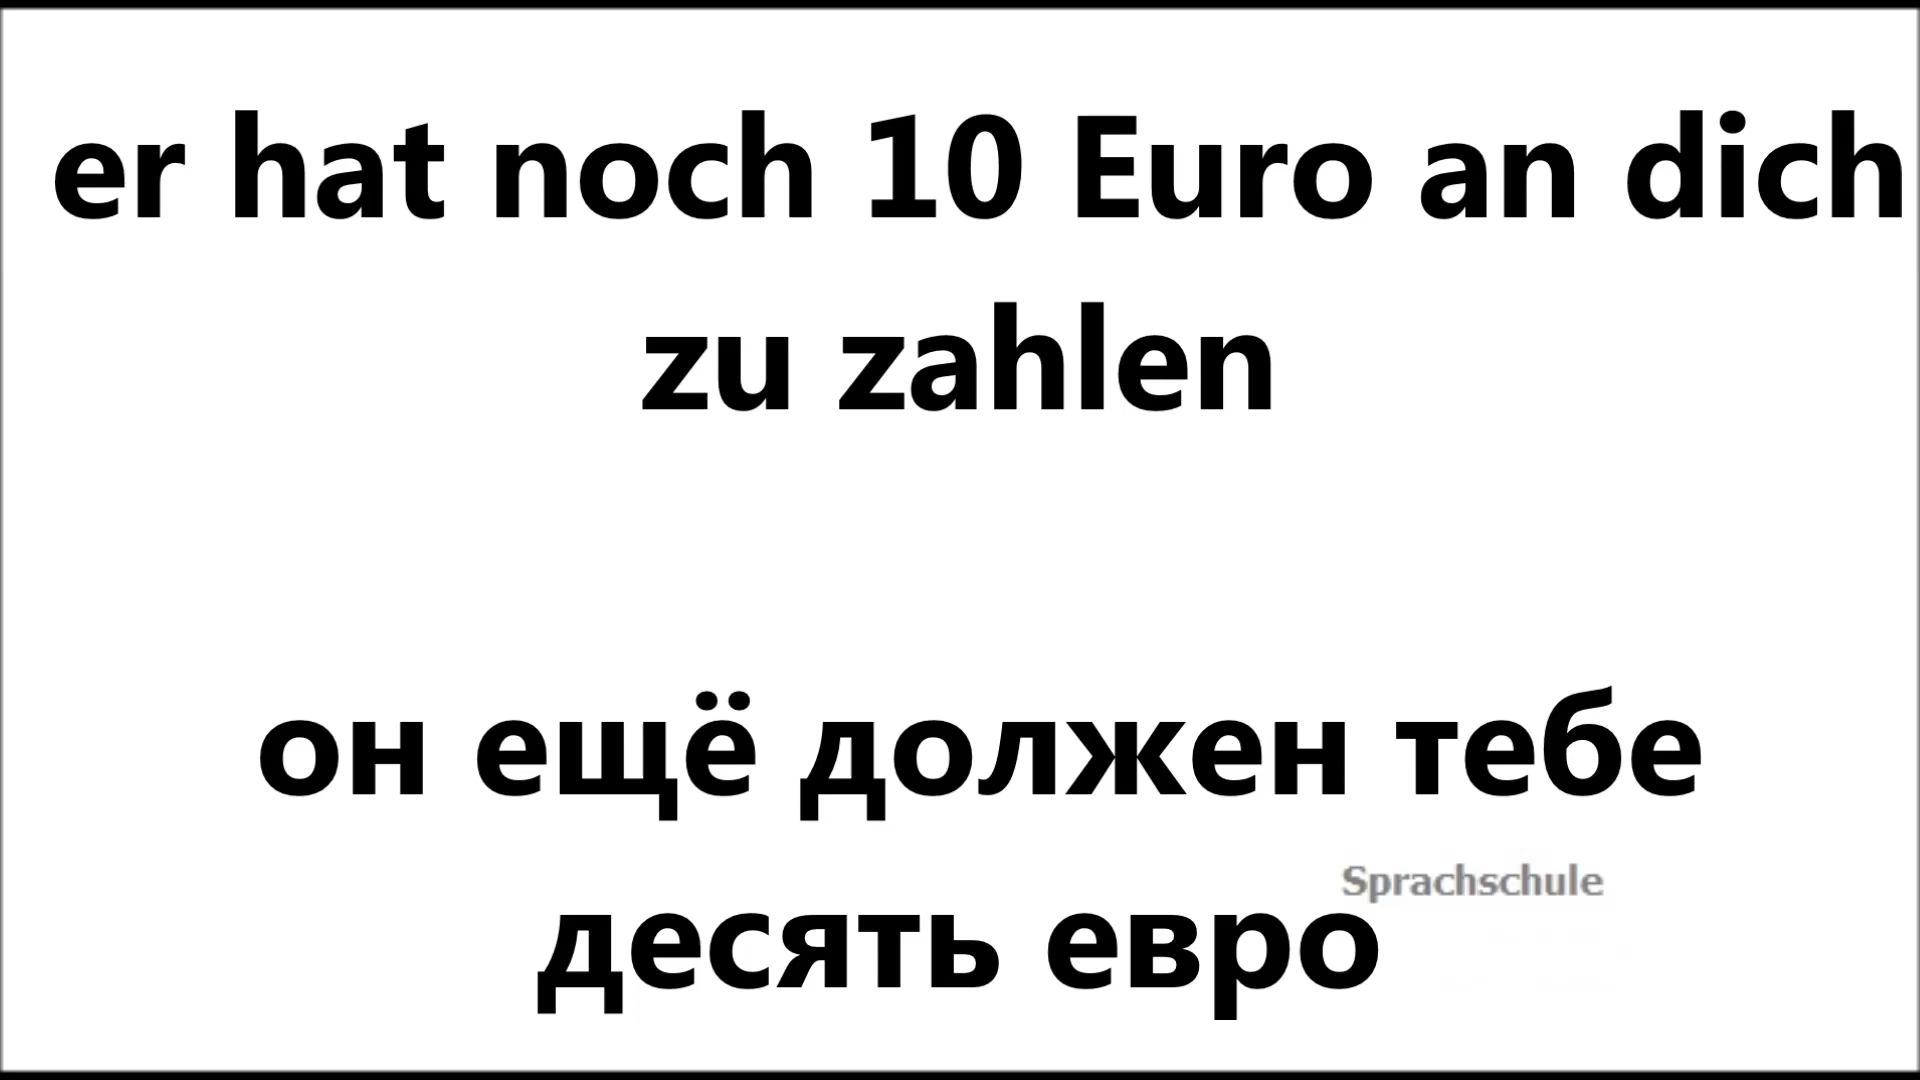 er hat noch 10 Euro an dich
zu zahlen
он ещё должен тебе
Sprachschule
десять евро